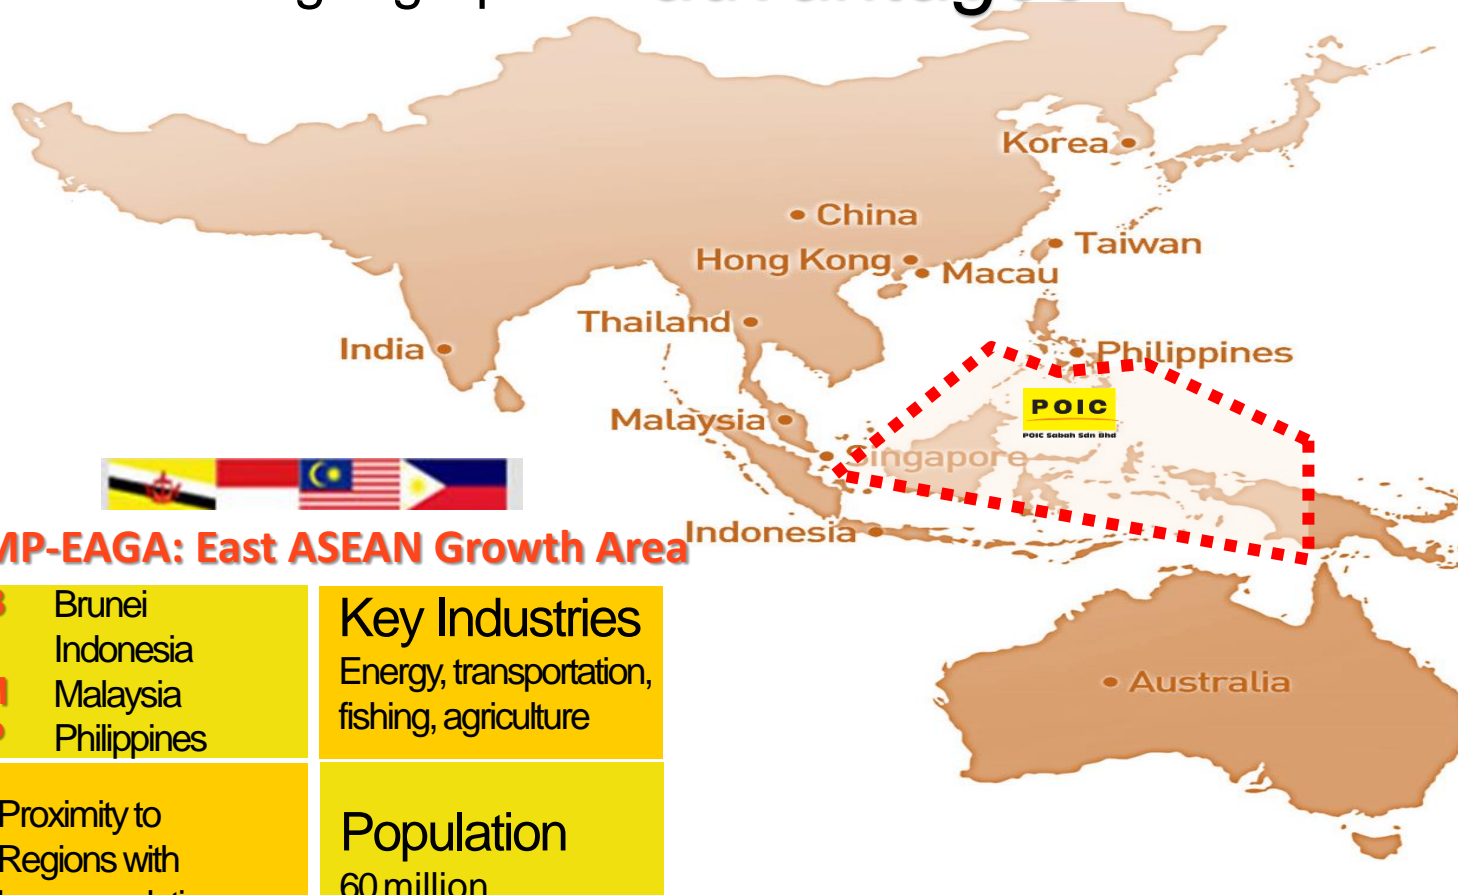 advantages
Korea
China
Taiwan
Hong Kong
Macau
Thailand
India
Philippines
POIC
POIC Sabah Sdn Bhd
Malaysia
Singapore
Indonesia
MP-EAGA: East ASEAN Growth Area
B Brunei
Indonesia
M Malaysia
P Philippines
Key Industries
Energy, transportation,
fishing, agriculture
Australia
Proximity to
Regions with
Population
60 million